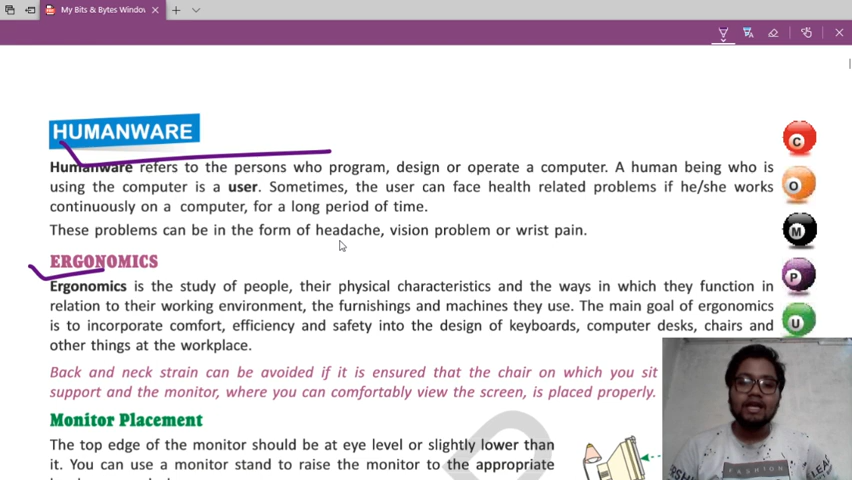 My Bits & Bytes Window
HUMANWARE
Humanware refers to the persons who program, design or operate a computer. A human being who is
using the computer is a user. Sometimes, the user can face health related problems if he/she works
continuously on a computer, for a long period of time.
These problems can be in the form of headache, vision problem or wrist pain.
ERGONOMICS
Ergonomics is the study of people, their physical characteristics and the ways in which they function in
relation to their working environment, the furnishings and machines they use. The main goal of ergonomics
is to incorporate comfort, efficiency and safety into the design of keyboards, computer desks, chairs and
other things at the workplace.
Back and neck strain can be avoided if it is ensured that the chair on which you sit
support and the monitor, where you can comfortably view the screen, is placed properly.
Monitor Placement
The top edge of the monitor should be at eye level or slightly lower than
it. You can use a monitor stand to raise the monitor to the appropriate
C
O
M
P
U
FASHION